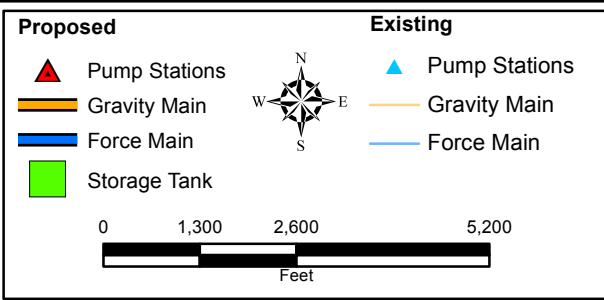 Proposed
Pump Stations
Gravity Main
Force Main
Storage Tank
N
W E
S
Existing
Pump Stations
Gravity Main
Force Main
0 1,300 2,600 5,200
Feet